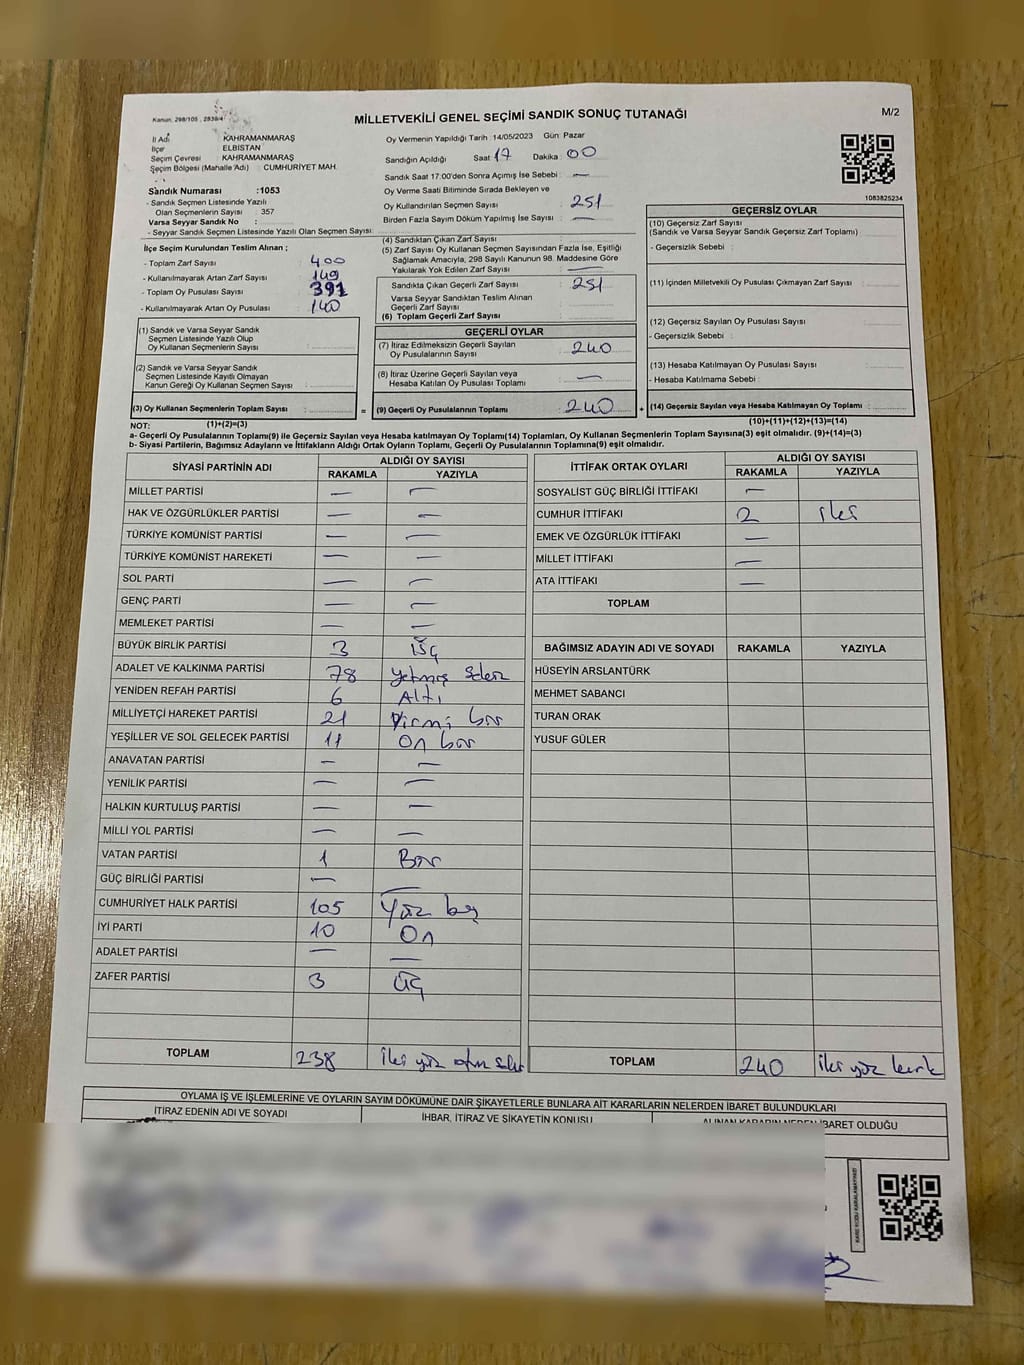 Kanun: 298/105 , 2839/4
MİLLETVEKİLİ GENEL SEÇİMİ SANDIK SONUÇ TUTANAĞI
M/2
İl Adı KAHRAMANMARAŞ
İlçe ELBİSTAN
Seçim Çevresi KAHRAMANMARAŞ
Seçim Bölgesi (Mahalle Adı) : CUMHURİYET MAH.
Oy Vermenin Yapıldığı Tarih 14/05/2023 Gün Pazar
Sandığın Açıldığı Saat 17 Dakika : 00
Sandık Saat 17.00'den Sonra Açımış İse Sebebi : —
Sandık Numarası :1053
- Sandık Seçmen Listesinde Yazılı
Olan Seçmenlerin Sayısı : 357
Varsa Seyyar Sandık No :
- Seyyar Sandık Seçmen Listesinde Yazılı Olan Seçmen Sayısı:
Oy Verme Saati Bitiminde Sırada Bekleyen ve
Oy Kullandırılan Seçmen Sayısı : 251
Birden Fazla Sayım Döküm Yapılmış İse Sayısı : —
1083825234
İlçe Seçim Kurulundan Teslim Alınan ;
- Toplam Zarf Sayısı : 400
- Kullanılmayarak Artan Zarf Sayısı : 149
- Toplam Oy Pusulası Sayısı : 391
- Kullanılmayarak Artan Oy Pusulası : 140
(4) Sandıktan Çıkan Zarf Sayısı :
(5) Zarf Sayısı Oy Kullanan Seçmen Sayısından Fazla İse, Eşitliği
Sağlamak Amacıyla, 298 Sayılı Kanunun 98. Maddesine Göre
Yakılarak Yok Edilen Zarf Sayısı : —
Sandıkta Çıkan Geçerli Zarf Sayısı : 251
Varsa Seyyar Sandıktan Teslim Alınan
Geçerli Zarf Sayısı :
(6) Toplam Geçerli Zarf Sayısı :
GEÇERSİZ OYLAR
(10) Geçersiz Zarf Sayısı
(Sandık ve Varsa Seyyar Sandık Geçersiz Zarf Toplamı) :
- Geçersizlik Sebebi :
(11) İçinden Milletvekili Oy Pusulası Çıkmayan Zarf Sayısı :
(12) Geçersiz Sayılan Oy Pusulası Sayısı :
- Geçersizlik Sebebi :
(13) Hesaba Katılmayan Oy Pusulası Sayısı :
- Hesaba Katılmama Sebebi :
(14) Geçersiz Sayılan veya Hesaba Katılmayan Oy Toplamı :
(10)+(11)+(12)+(13)=(14)
(1) Sandık ve Varsa Seyyar Sandık
Seçmen Listesinde Yazılı Olup
Oy Kullanan Seçmenlerin Sayısı :
(2) Sandık ve Varsa Seyyar Sandık
Seçmen Listesinde Kayıtlı Olmayan
Kanun Gereği Oy Kullanan Seçmen Sayısı :
(3) Oy Kullanan Seçmenlerin Toplam Sayısı :
=
GEÇERLİ OYLAR
(7) İtiraz Edilmeksizin Geçerli Sayılan
Oy Pusulalarının Sayısı : 240
(8) İtiraz Üzerine Geçerli Sayılan veya
Hesaba Katılan Oy Pusulası Toplamı : —
(9) Geçerli Oy Pusulalarının Toplamı : 240
+
NOT: (1)+(2)=(3)
a- Geçerli Oy Pusulaları Toplamı(9) ile Geçersiz Sayılan veya Hesaba katılmayan Oy Toplamı(14) Toplamları, Oy Kullanan Seçmenlerin Toplam Sayısına(3) eşit olmalıdır. (9)+(14)=(3)
b- Siyasi Partilerin, Bağımsız Adayların ve İttifakların Aldığı Ortak Oyların Toplamı, Geçerli Oy Pusulalarının Toplamına(9) eşit olmalıdır.
SİYASİ PARTİNİN ADI ALDIĞI OY SAYISI
RAKAMLA YAZIYLA
MİLLET PARTİSİ — —
HAK VE ÖZGÜRLÜKLER PARTİSİ — —
TÜRKİYE KOMÜNİST PARTİSİ — —
TÜRKİYE KOMÜNİST HAREKETİ — —
SOL PARTİ — —
GENÇ PARTİ — —
MEMLEKET PARTİSİ — —
BÜYÜK BİRLİK PARTİSİ 3 üç
ADALET VE KALKINMA PARTİSİ 78 yetmiş sekiz
YENİDEN REFAH PARTİSİ 6 Altı
MİLLİYETÇİ HAREKET PARTİSİ 21 Yirmi bir
YEŞİLLER VE SOL GELECEK PARTİSİ 11 On bir
ANAVATAN PARTİSİ — —
YENİLİK PARTİSİ — —
HALKIN KURTULUŞ PARTİSİ — —
MİLLİ YOL PARTİSİ — —
VATAN PARTİSİ 1 Bir
GÜÇ BİRLİĞİ PARTİSİ — —
CUMHURİYET HALK PARTİSİ 105 Yüz beş
İYİ PARTİ 10 On
ADALET PARTİSİ — —
ZAFER PARTİSİ 3 üç
TOPLAM 238 iki yüz otuz sekiz
İTTİFAK ORTAK OYLARI ALDIĞI OY SAYISI
RAKAMLA YAZIYLA
SOSYALİST GÜÇ BİRLİĞİ İTTİFAKI —
CUMHUR İTTİFAKI 2 iki
EMEK VE ÖZGÜRLÜK İTTİFAKI —
MİLLET İTTİFAKI —
ATA İTTİFAKI —
TOPLAM
BAĞIMSIZ ADAYIN ADI VE SOYADI RAKAMLA YAZIYLA
HÜSEYİN ARSLANTÜRK
MEHMET SABANCI
TURAN ORAK
YUSUF GÜLER
TOPLAM 240 iki yüz kırk
OYLAMA İŞ VE İŞLEMLERİNE VE OYLARIN SAYIM DÖKÜMÜNE DAİR ŞİKAYETLERLE BUNLARA AİT KARARLARIN NELERDEN İBARET BULUNDUKLARI
İTİRAZ EDENİN ADI VE SOYADI İHBAR, İTİRAZ VE ŞİKAYETİN KONUSU ALINAN KARARIN NEDEN İBARET OLDUĞU
KARE KODU KARALAMAYINIZ